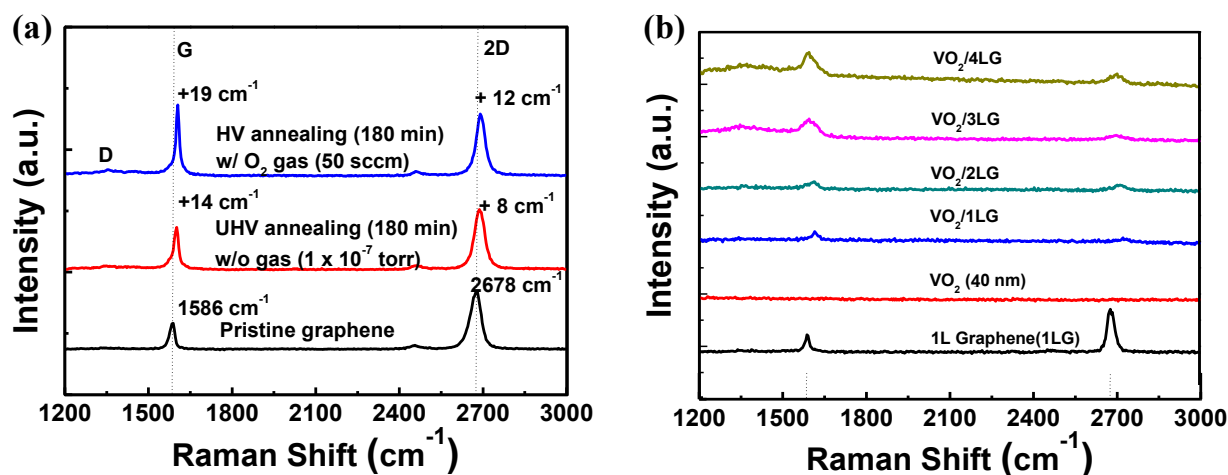 (a)
G
2D
+19 cm⁻¹
+ 12 cm⁻¹
HV annealing (180 min)
w/ O₂ gas (50 sccm)
D
+14 cm⁻¹
+ 8 cm⁻¹
UHV annealing (180 min)
w/o gas (1 x 10⁻⁷ torr)
1586 cm⁻¹
2678 cm⁻¹
Pristine graphene
Intensity (a.u.)
1200 1500 1800 2100 2400 2700 3000
Raman Shift (cm⁻¹)
(b)
VO₂/4LG
VO₂/3LG
VO₂/2LG
VO₂/1LG
VO₂ (40 nm)
1L Graphene(1LG)
Intensity (a.u.)
1200 1500 1800 2100 2400 2700 3000
Raman Shift (cm⁻¹)